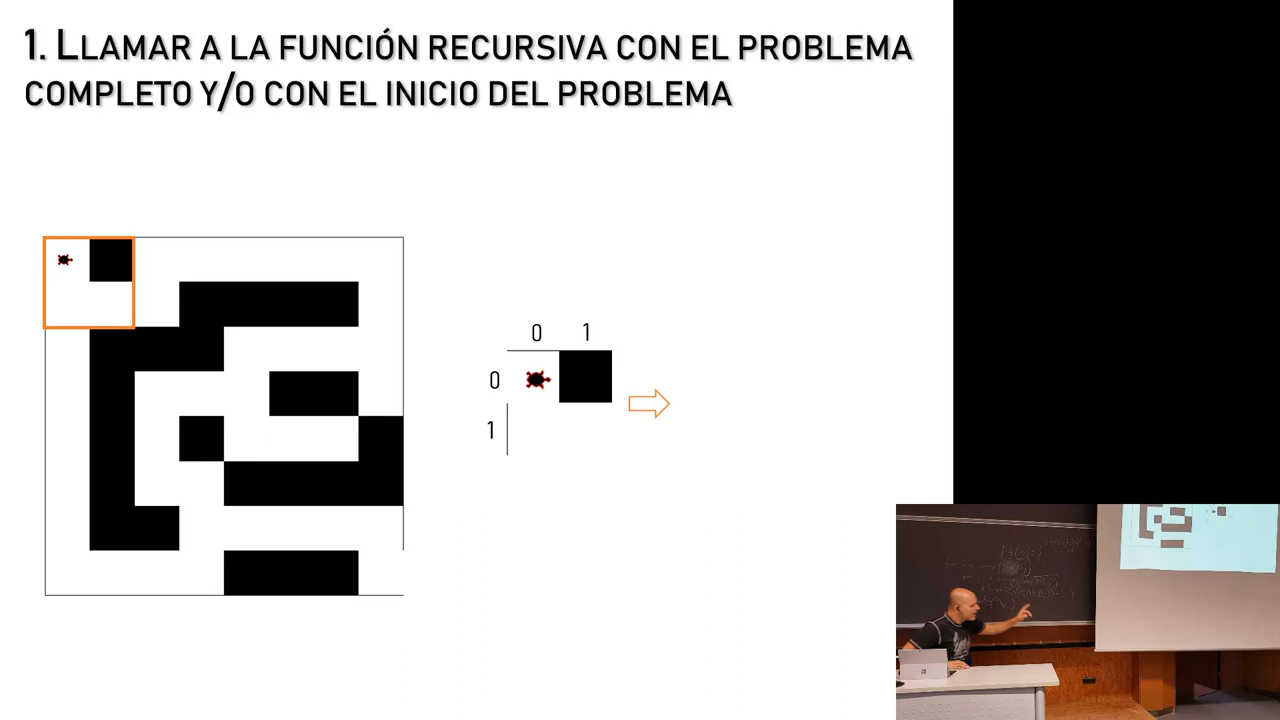 1. LLAMAR A LA FUNCIÓN RECURSIVA CON EL PROBLEMA
COMPLETO Y/O CON EL INICIO DEL PROBLEMA
0 1
0
1